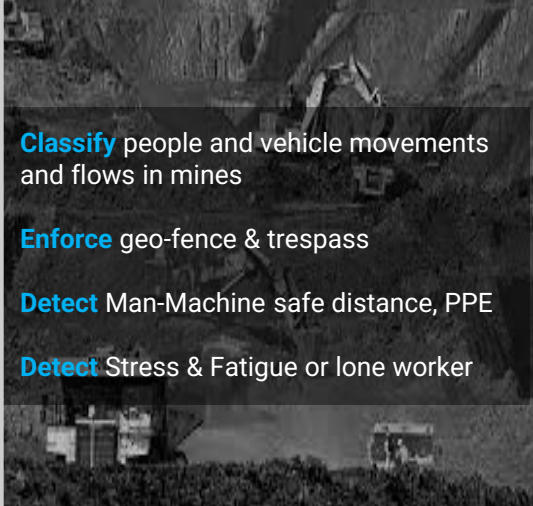 Classify people and vehicle movements
and flows in mines
Enforce geo-fence & trespass
Detect Man-Machine safe distance, PPE
Detect Stress & Fatigue or lone worker